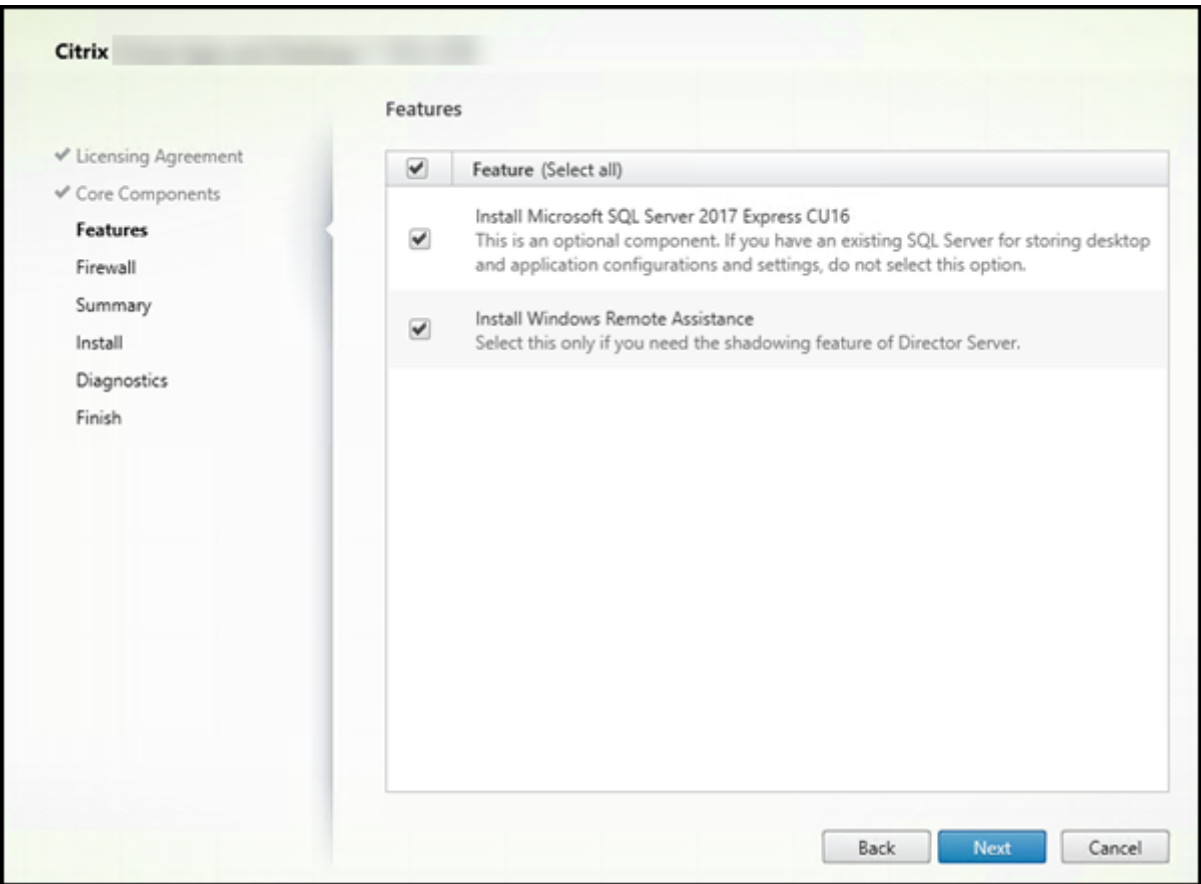 Citrix
Features
Licensing Agreement
Core Components
Features
Firewall
Summary
Install
Diagnostics
Finish
Feature (Select all)
Install Microsoft SQL Server 2017 Express CU16
This is an optional component. If you have an existing SQL Server for storing desktop
and application configurations and settings, do not select this option.
Install Windows Remote Assistance
Select this only if you need the shadowing feature of Director Server.
Back Next Cancel